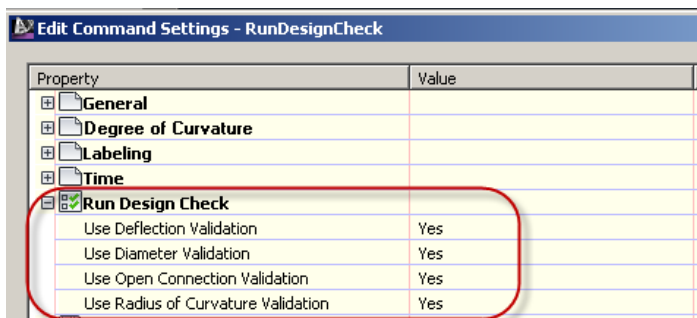 Edit Command Settings - RunDesignCheck
Property Value
General
Degree of Curvature
Labeling
Time
Run Design Check
Use Deflection Validation Yes
Use Diameter Validation Yes
Use Open Connection Validation Yes
Use Radius of Curvature Validation Yes